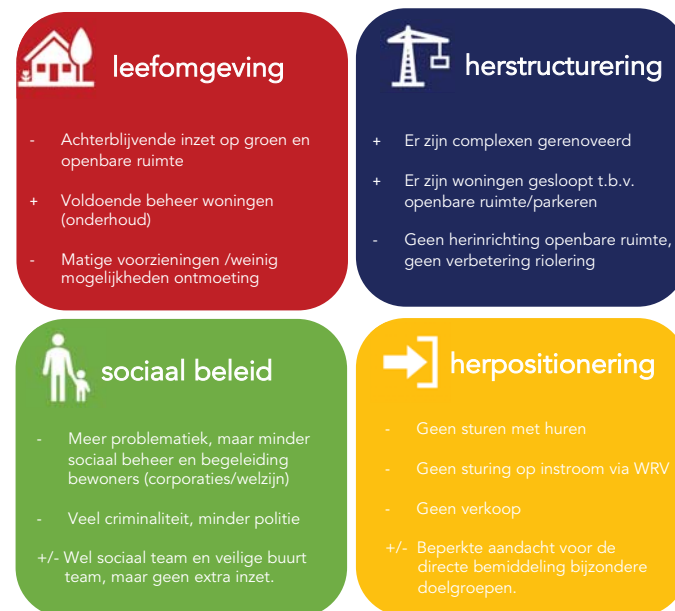 leefomgeving
- Achterblijvende inzet op groen en
openbare ruimte
+ Voldoende beheer woningen
(onderhoud)
- Matige voorzieningen /weinig
mogelijkheden ontmoeting
herstructurering
+ Er zijn complexen gerenoveerd
+ Er zijn woningen gesloopt t.b.v.
openbare ruimte/parkeren
- Geen herinrichting openbare ruimte,
geen verbetering riolering
sociaal beleid
- Meer problematiek, maar minder
sociaal beheer en begeleiding
bewoners (corporaties/welzijn)
- Veel criminaliteit, minder politie
+/- Wel sociaal team en veilige buurt
team, maar geen extra inzet.
herpositionering
- Geen sturen met huren
- Geen sturing op instroom via WRV
- Geen verkoop
+/- Beperkte aandacht voor de
directe bemiddeling bijzondere
doelgroepen.